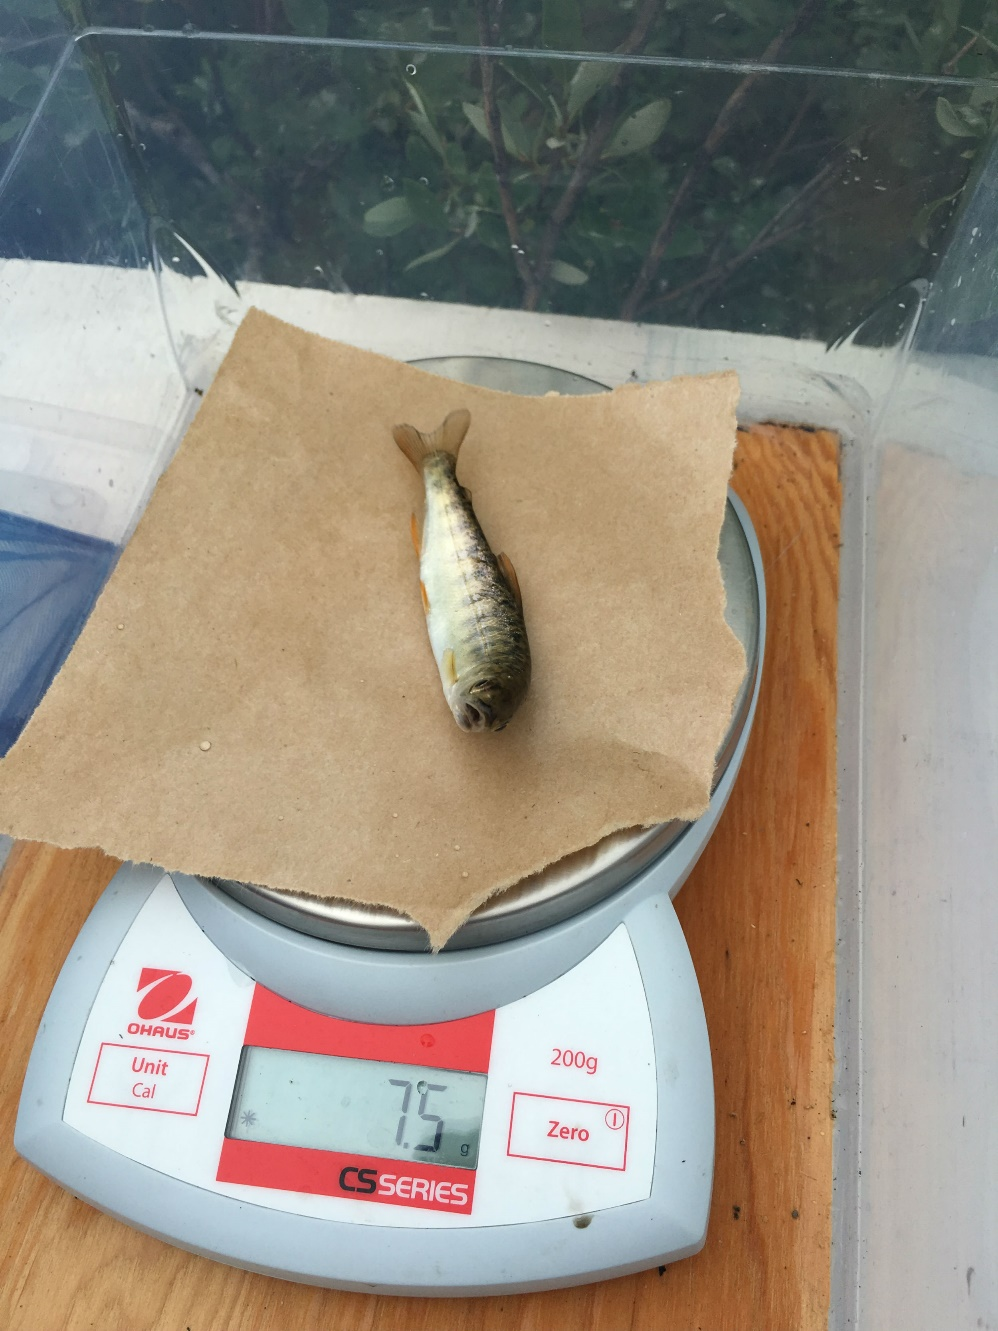 OHAUS®
Unit
Cal
200g
Zero
7.5 g
CS SERIES